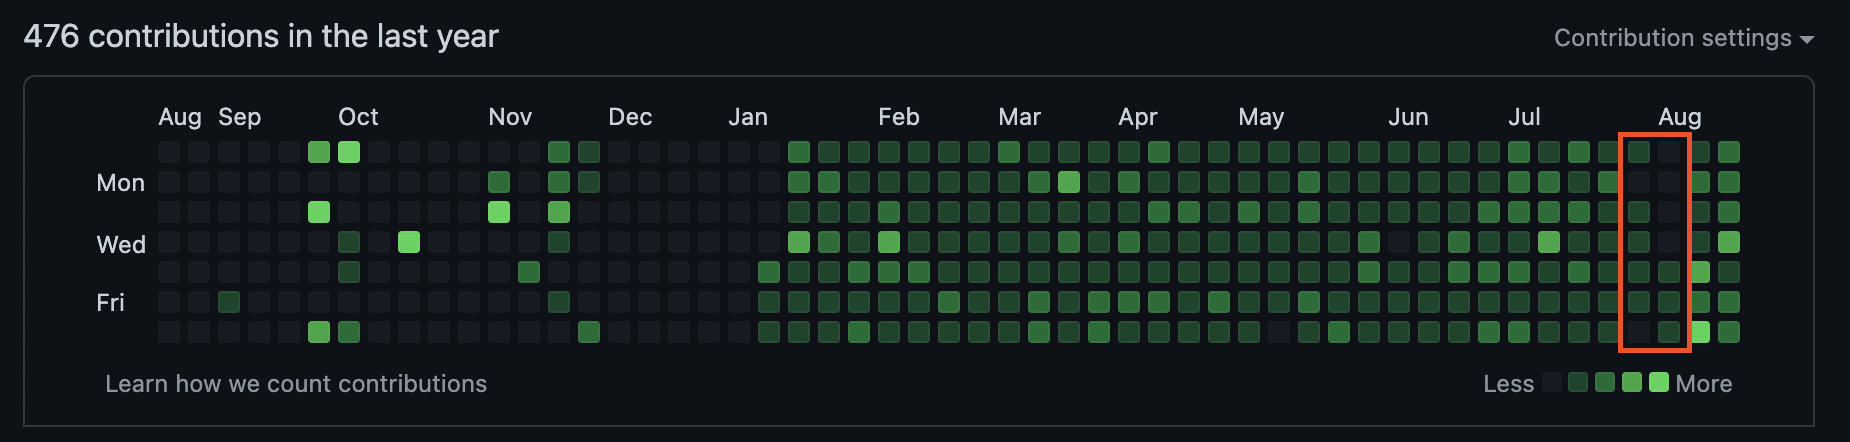 476 contributions in the last year
Contribution settings
Aug Sep Oct Nov Dec Jan Feb Mar Apr May Jun Jul Aug
Mon
Wed
Fri
Learn how we count contributions
Less More